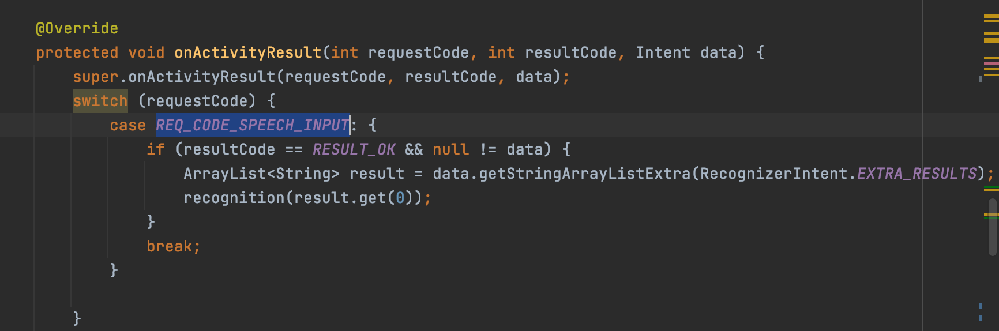 @Override
protected void onActivityResult(int requestCode, int resultCode, Intent data) {
super.onActivityResult(requestCode, resultCode, data);
switch (requestCode) {
case REQ_CODE_SPEECH_INPUT: {
if (resultCode == RESULT_OK && null != data) {
ArrayList<String> result = data.getStringArrayListExtra(RecognizerIntent.EXTRA_RESULTS);
recognition(result.get(0));
}
break;
}
}